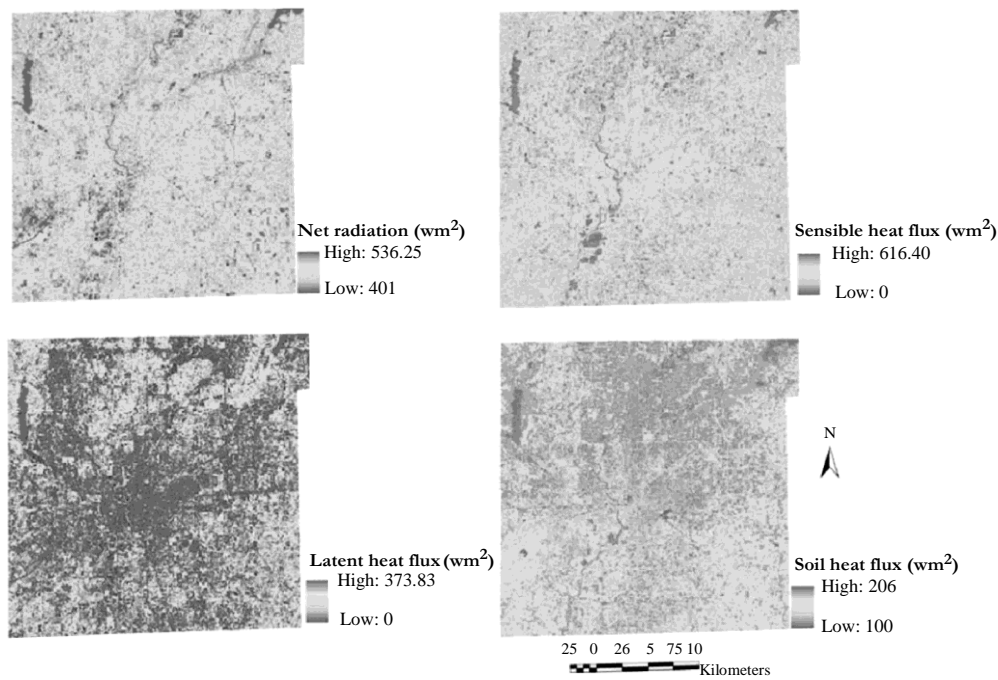 Net radiation (wm²)
High: 536.25
Low: 401
Sensible heat flux (wm²)
High: 616.40
Low: 0
Latent heat flux (wm²)
High: 373.83
Low: 0
N
Soil heat flux (wm²)
High: 206
Low: 100
25 0 26 5 75 10
Kilometers